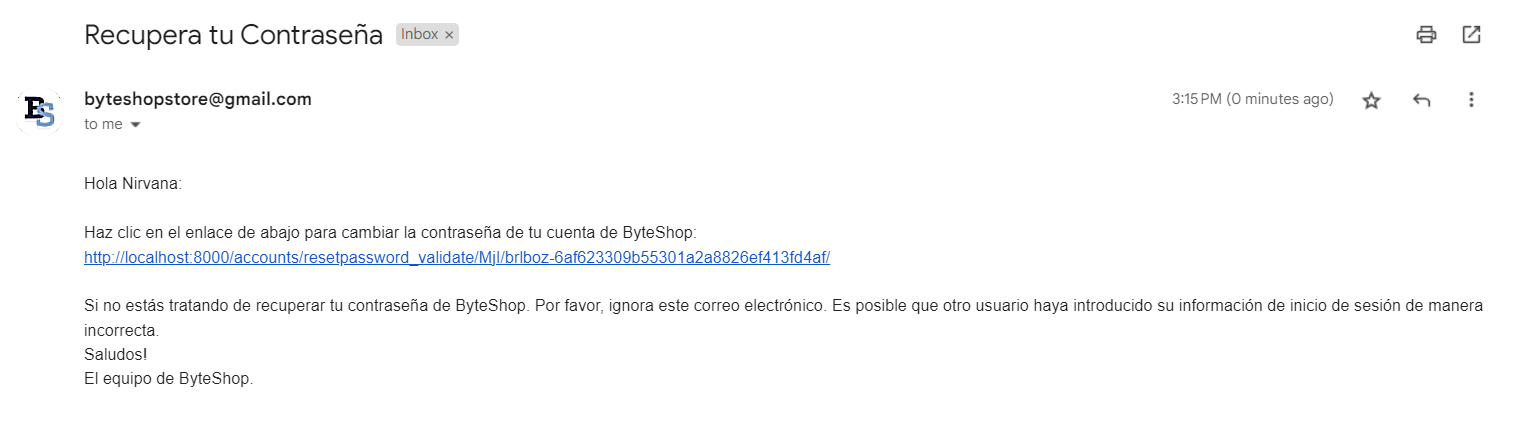 Recupera tu Contraseña Inbox ×
BS
byteshopstore@gmail.com 3:15 PM (0 minutes ago)
to me
Hola Nirvana:
Haz clic en el enlace de abajo para cambiar la contraseña de tu cuenta de ByteShop:
http://localhost:8000/accounts/resetpassword_validate/MjI/brlboz-6af623309b55301a2a8826ef413fd4af/
Si no estás tratando de recuperar tu contraseña de ByteShop. Por favor, ignora este correo electrónico. Es posible que otro usuario haya introducido su información de inicio de sesión de manera
incorrecta.
Saludos!
El equipo de ByteShop.